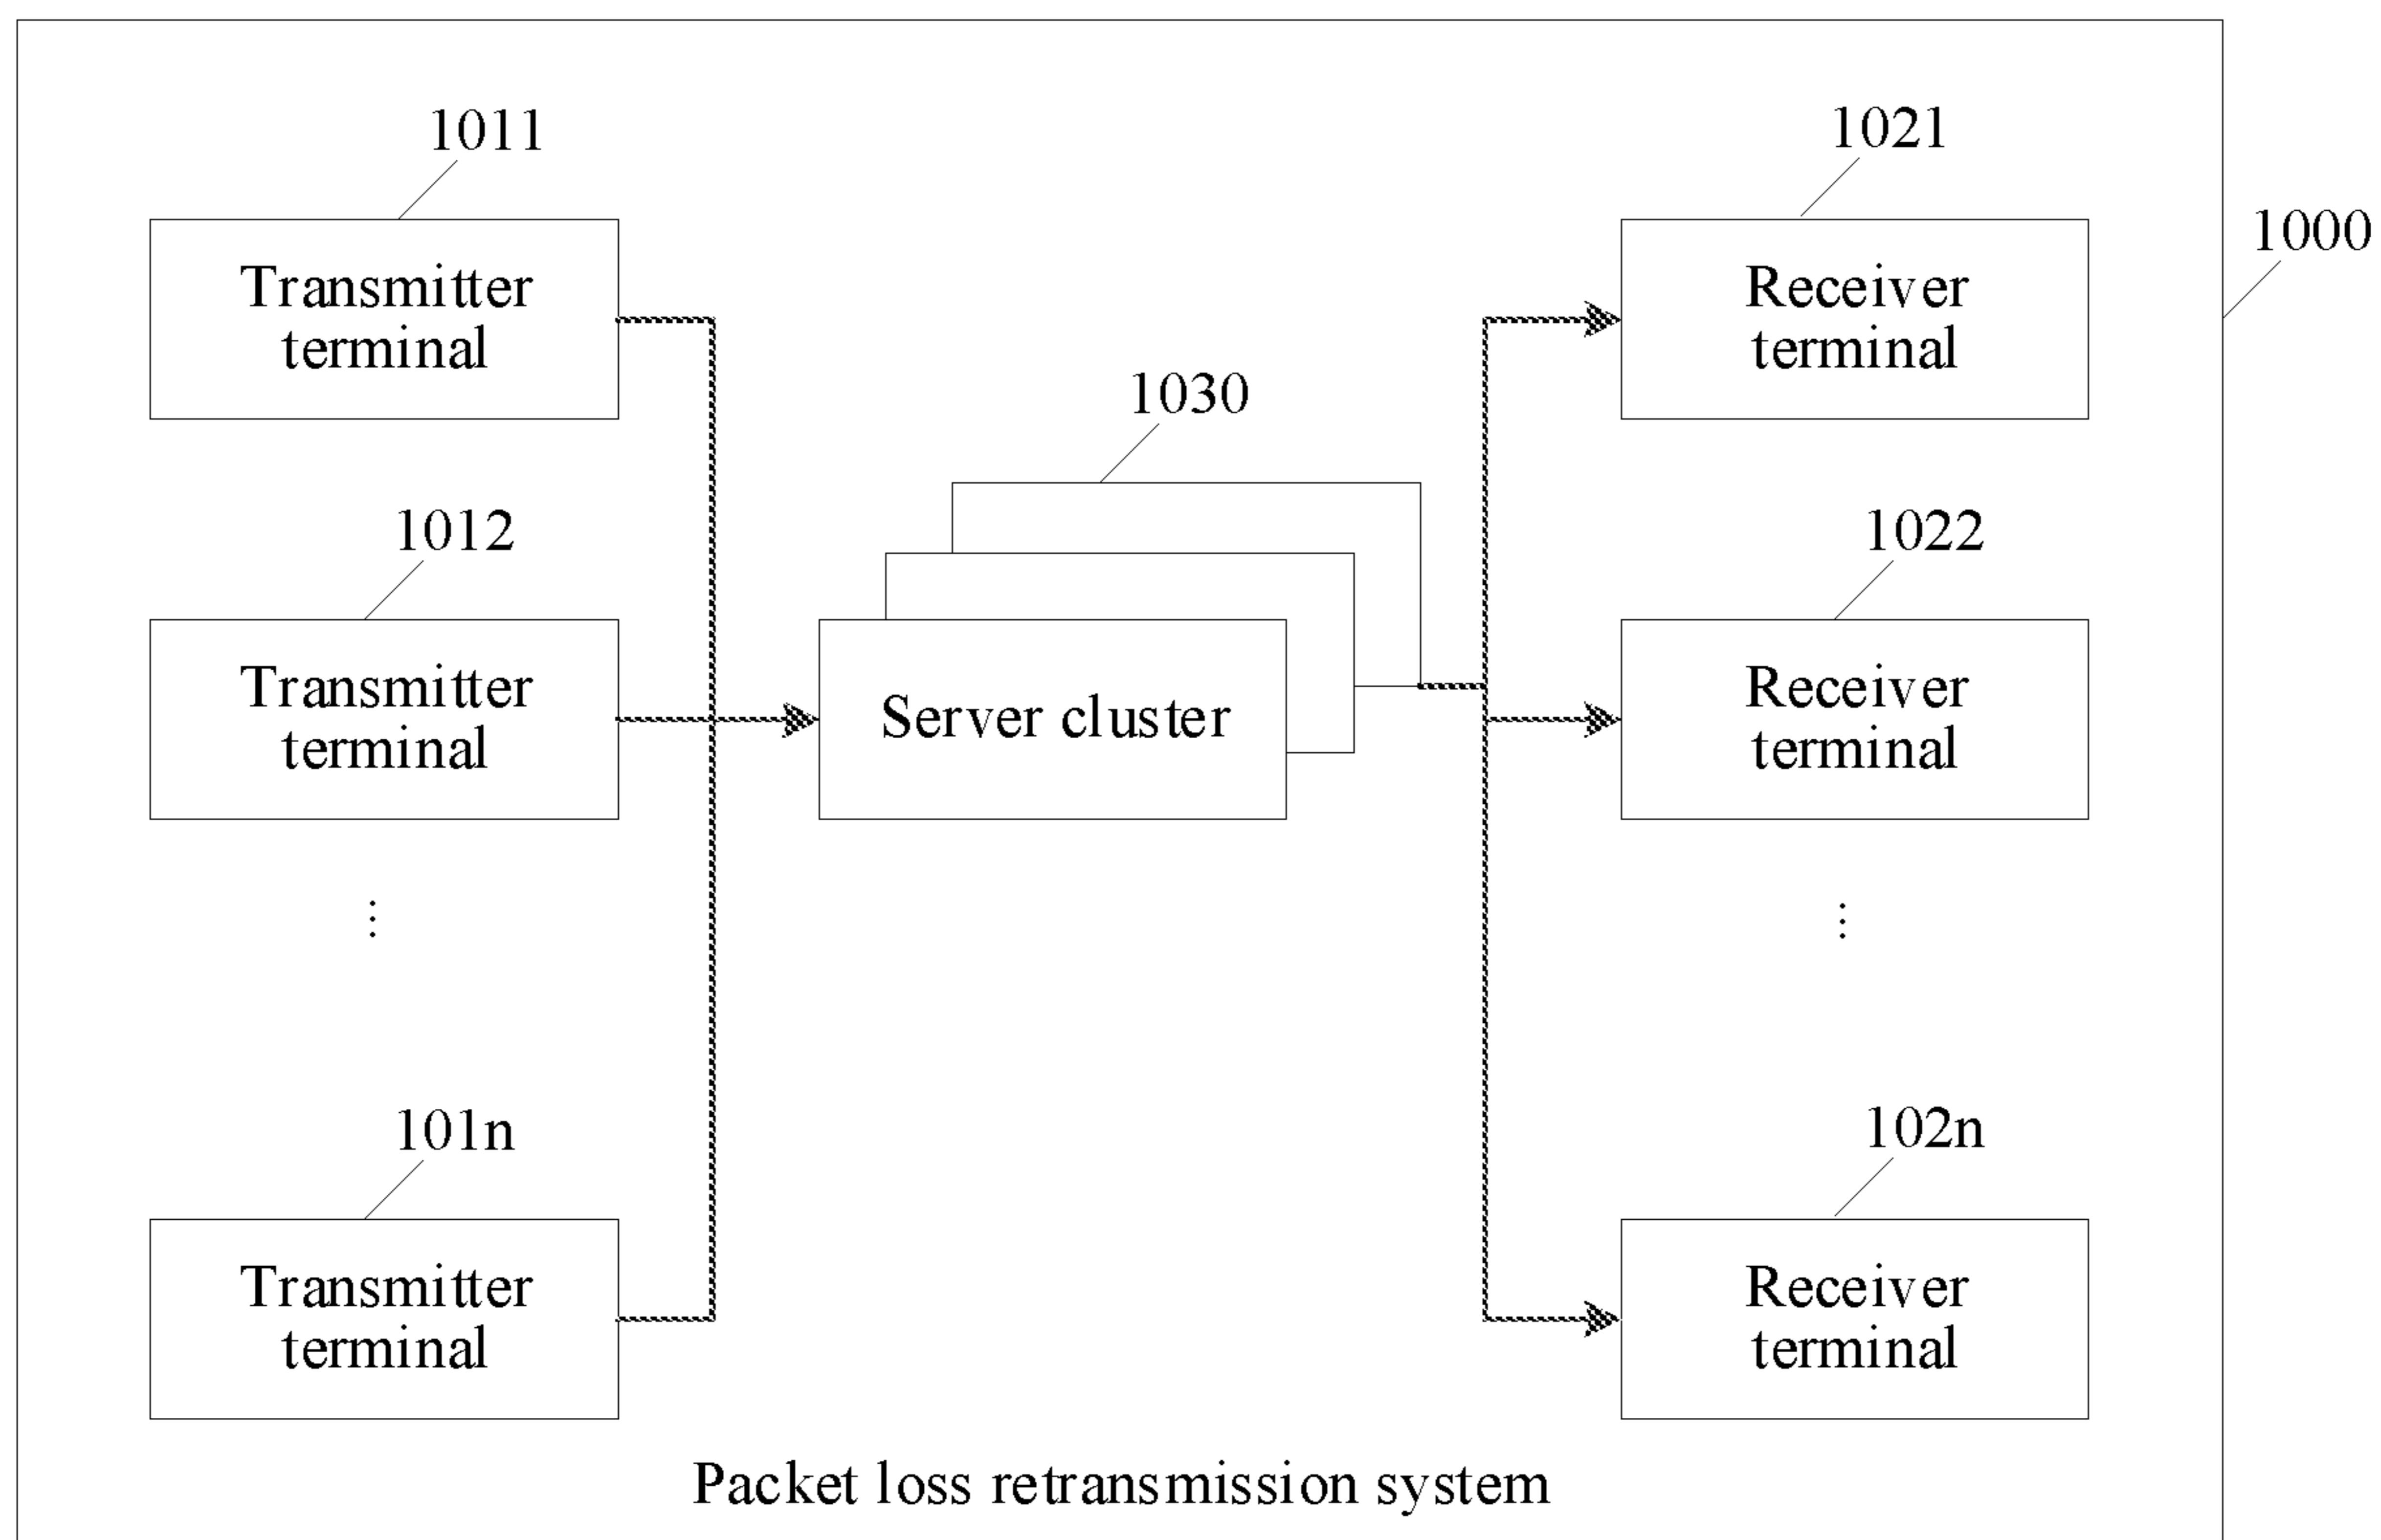 1011
1021
1000
Transmitter
terminal
Receiver
terminal
1030
1012
1022
Transmitter
terminal
Server cluster
Receiver
terminal
⋮
⋮
101n
102n
Transmitter
terminal
Receiver
terminal
Packet loss retransmission system